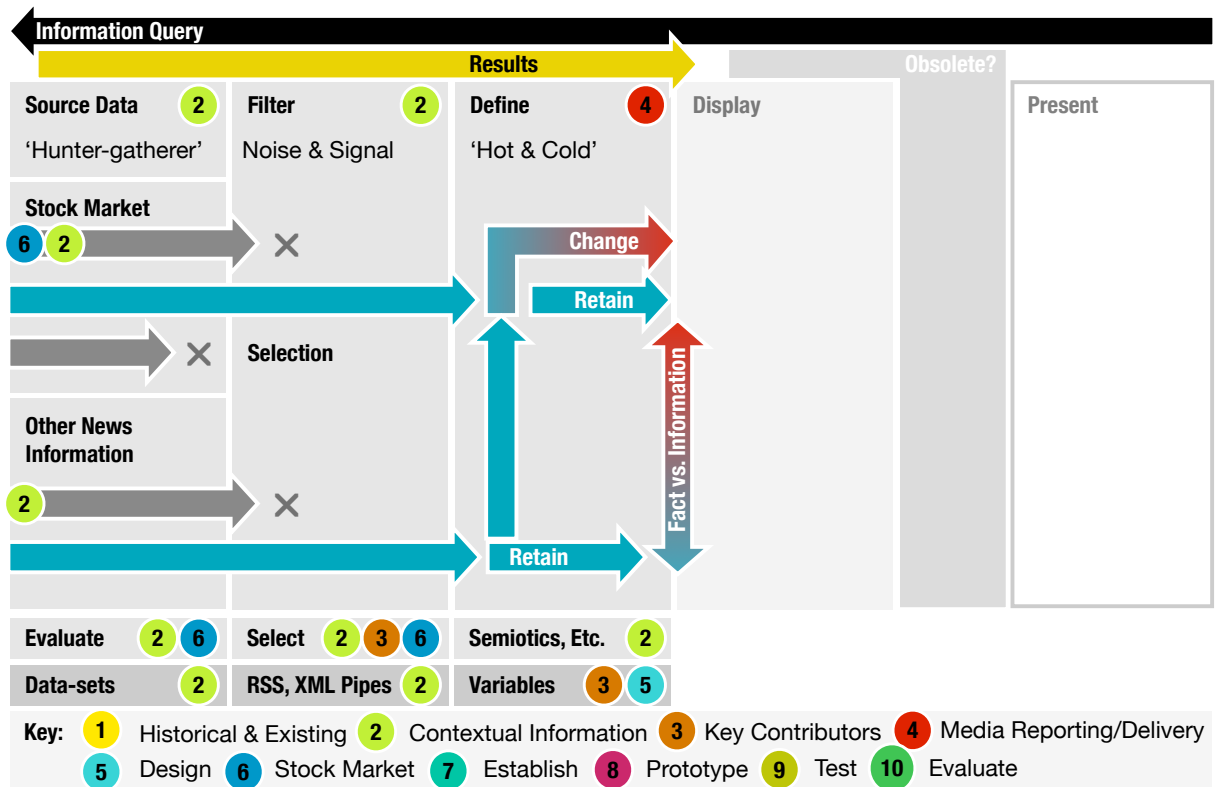 Information Query
Results
Obsolete?
Source Data 2
Filter 2
Define 4
Display
Present
'Hunter-gatherer'
Noise & Signal
'Hot & Cold'
Stock Market
6 2
Change
Retain
Selection
Fact vs. Information
Other News
Information
2
Retain
Evaluate 2 6
Select 2 3 6
Semiotics, Etc. 2
Data-sets 2
RSS, XML Pipes 2
Variables 3 5
Key: 1 Historical & Existing 2 Contextual Information 3 Key Contributors 4 Media Reporting/Delivery
5 Design 6 Stock Market 7 Establish 8 Prototype 9 Test 10 Evaluate